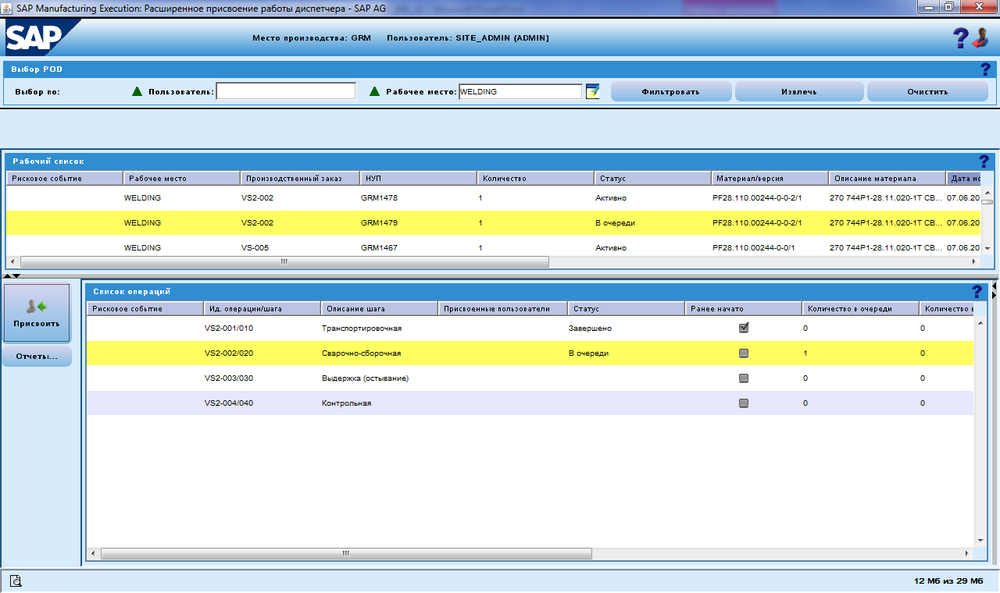 SAP Manufacturing Execution: Расширенное присвоение работы диспетчера - SAP AG
SAP Место производства: GRM Пользователь: SITE_ADMIN (ADMIN)
Выбор POD
Выбор по: Пользователь: Рабочее место: WELDING Фильтровать Извлечь Очистить
Рабочий список
Рисковое событие Рабочее место Производственный заказ НУП Количество Статус Материал/версия Описание материала Дата ис
WELDING VS2-002 GRM1478 1 Активно PF28.110.00244-0-0-2/1 270 744P1-28.11.020-1T СВ... 07.06.20
WELDING VS2-002 GRM1479 1 В очереди PF28.110.00244-0-0-2/1 270 744P1-28.11.020-1T СВ... 07.06.20
WELDING VS-005 GRM1467 1 Активно PF28.110.00244-0-0/1 270 744P1-28.11.020-1T СВ... 07.06.20
Присвоить
Отчеты...
Список операций
Рисковое событие Ид. операции/шага Описание шага Присвоенные пользователи Статус Ранее начато Количество в очереди Количество в
VS2-001/010 Транспортировочная Завершено 0 0
VS2-002/020 Сварочно-сборочная В очереди 1 0
VS2-003/030 Выдержка (остывание) 0 0
VS2-004/040 Контрольная 0 0
12 Мб из 29 Мб